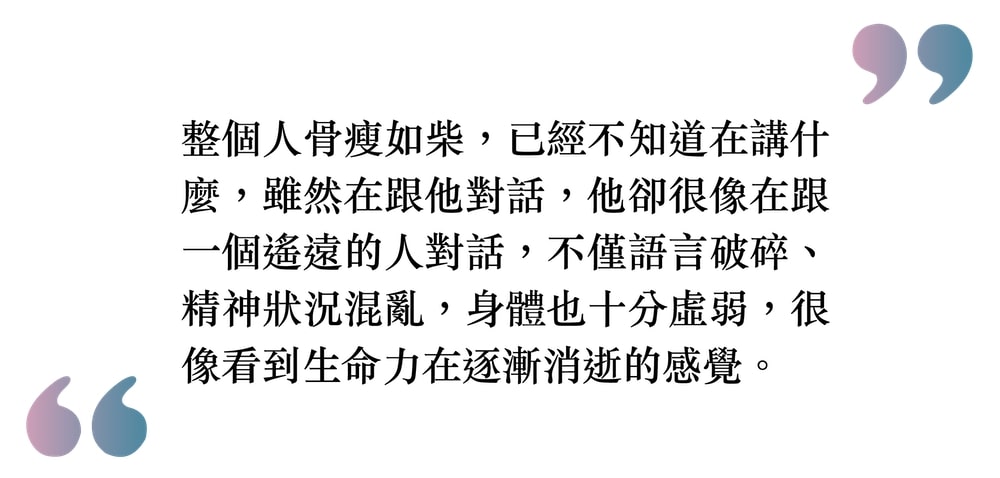 整個人骨瘦如柴，已經不知道在講什
麼，雖然在跟他對話，他卻很像在跟
一個遙遠的人對話，不僅語言破碎、
精神狀況混亂，身體也十分虛弱，很
像看到生命力在逐漸消逝的感覺。